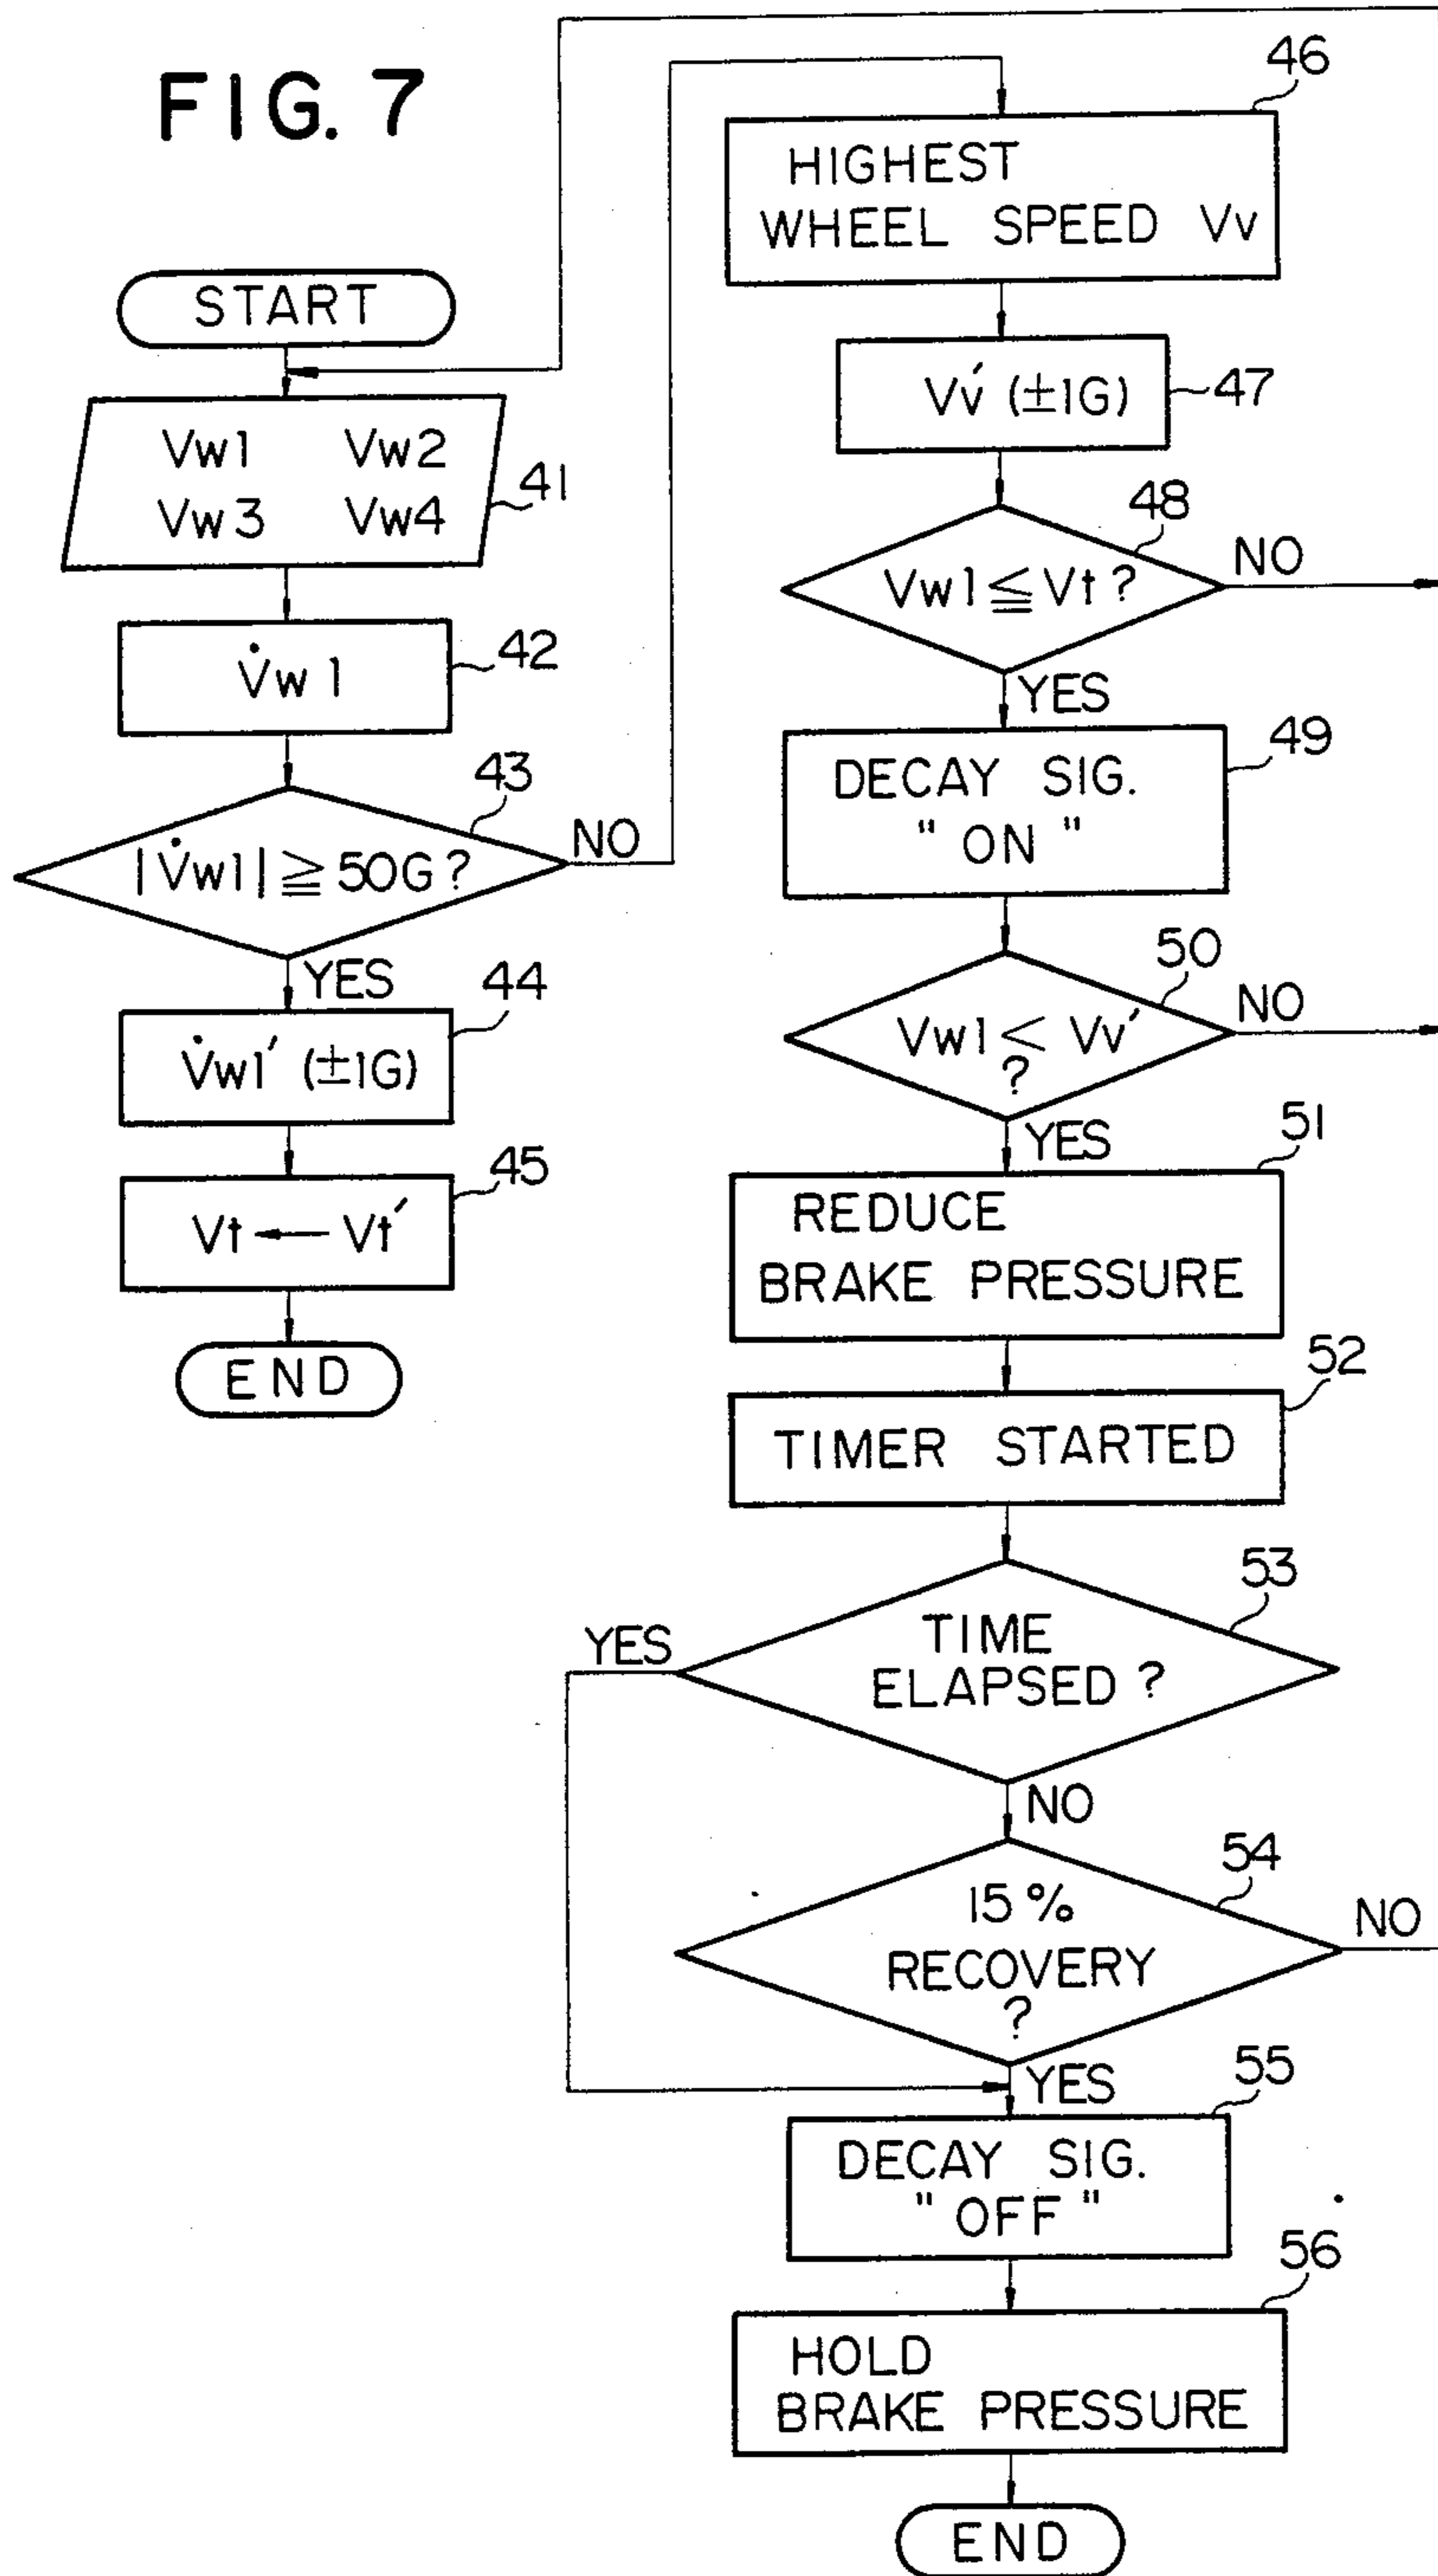 FIG. 7
START
Vw1 Vw2
Vw3 Vw4
41
V̇w1
42
|V̇w1| ≧ 50G?
43
NO
YES
V̇w1′ (±1G)
44
Vt ← Vt′
45
END
46
HIGHEST
WHEEL SPEED Vv
Vv′ (±1G)
47
48
Vw1 ≦ Vt?
NO
YES
49
DECAY SIG.
"ON"
50
Vw1 < Vv′
?
NO
YES
51
REDUCE
BRAKE PRESSURE
52
TIMER STARTED
53
TIME
ELAPSED?
YES
NO
54
15%
RECOVERY
?
NO
YES
55
DECAY SIG.
"OFF"
56
HOLD
BRAKE PRESSURE
END